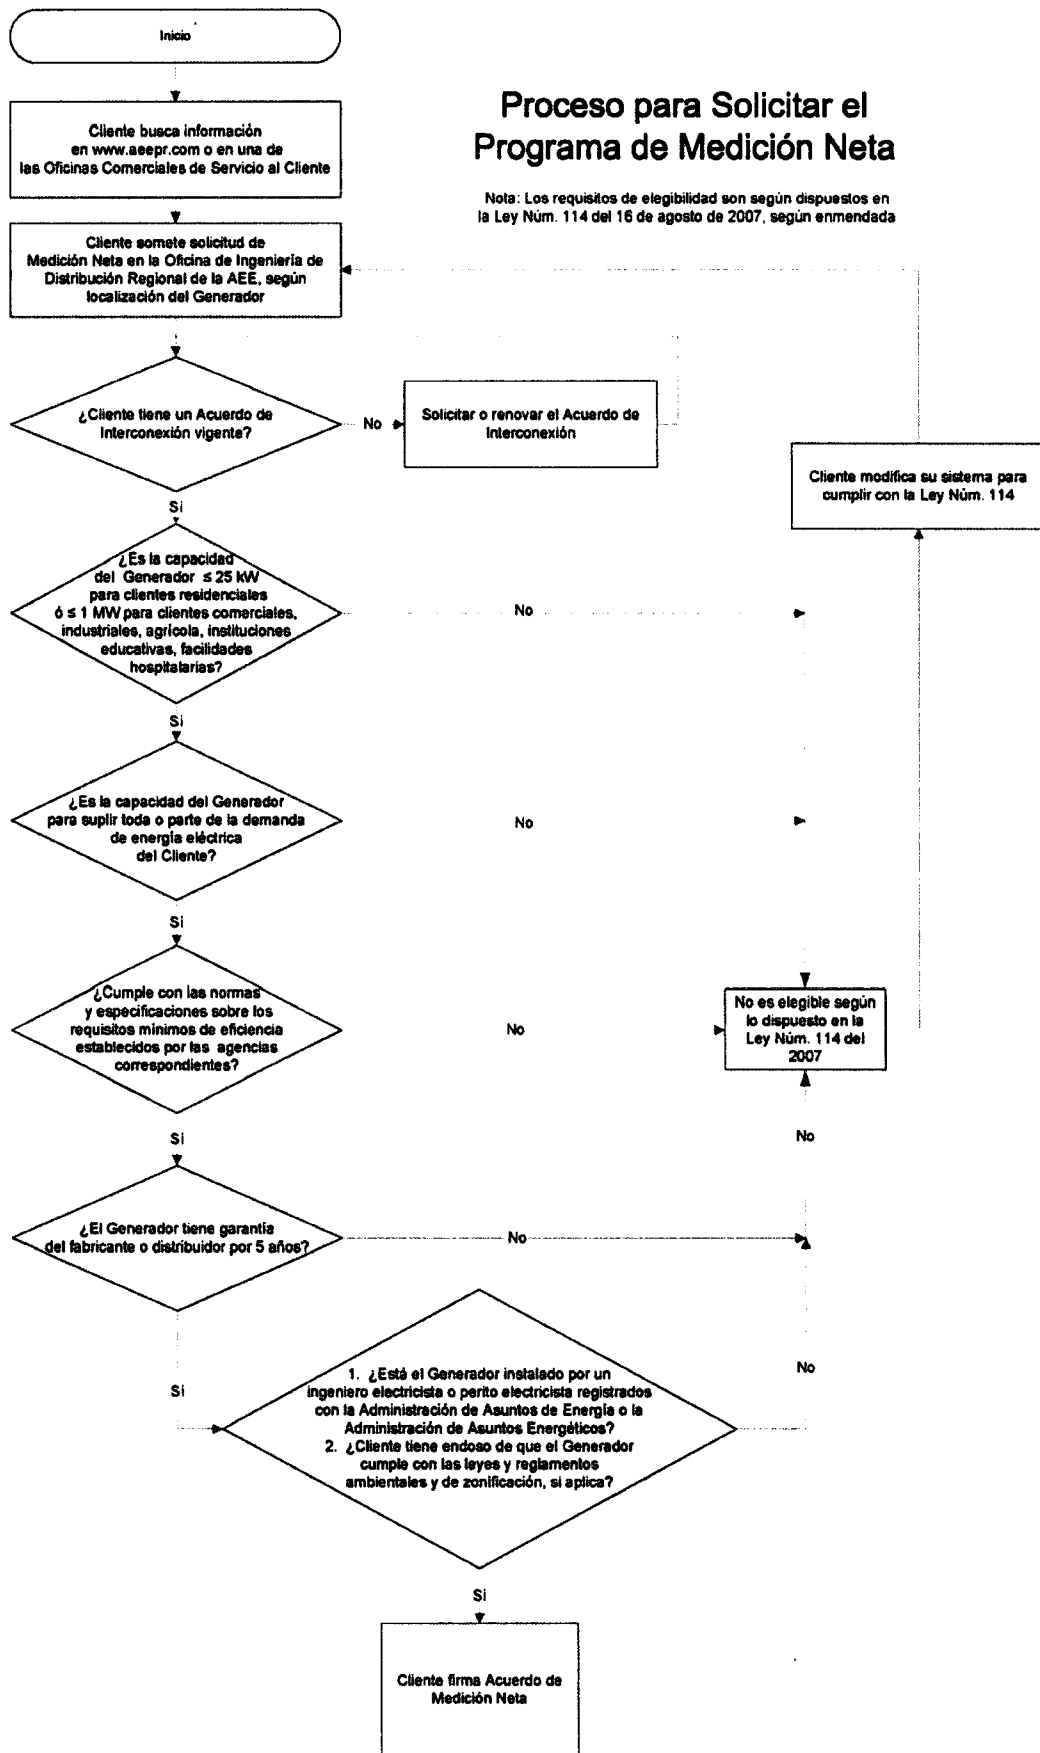 Inicio
Proceso para Solicitar el
Programa de Medición Neta
Nota: Los requisitos de elegibilidad son según dispuestos en
la Ley Núm. 114 del 16 de agosto de 2007, según enmendada
Cliente busca información
en www.aeepr.com o en una de
las Oficinas Comerciales de Servicio al Cliente
Cliente somete solicitud de
Medición Neta en la Oficina de Ingeniería de
Distribución Regional de la AEE, según
localización del Generador
¿Cliente tiene un Acuerdo de
Interconexión vigente?
No
Solicitar o renovar el Acuerdo de
Interconexión
Cliente modifica su sistema para
cumplir con la Ley Núm. 114
Sí
¿Es la capacidad
del Generador ≤ 25 kW
para clientes residenciales
ó ≤ 1 MW para clientes comerciales,
industriales, agrícola, instituciones
educativas, facilidades
hospitalarias?
No
Sí
¿Es la capacidad del Generador
para suplir toda o parte de la demanda
de energía eléctrica
del Cliente?
No
Sí
¿Cumple con las normas
y especificaciones sobre los
requisitos mínimos de eficiencia
establecidos por las agencias
correspondientes?
No
No es elegible según
lo dispuesto en la
Ley Núm. 114 del
2007
No
Sí
¿El Generador tiene garantía
del fabricante o distribuidor por 5 años?
No
No
Sí
1. ¿Está el Generador instalado por un
ingeniero electricista o perito electricista registrados
con la Administración de Asuntos de Energía o la
Administración de Asuntos Energéticos?
2. ¿Cliente tiene endoso de que el Generador
cumple con las leyes y reglamentos
ambientales y de zonificación, si aplica?
Sí
Cliente firma Acuerdo de
Medición Neta